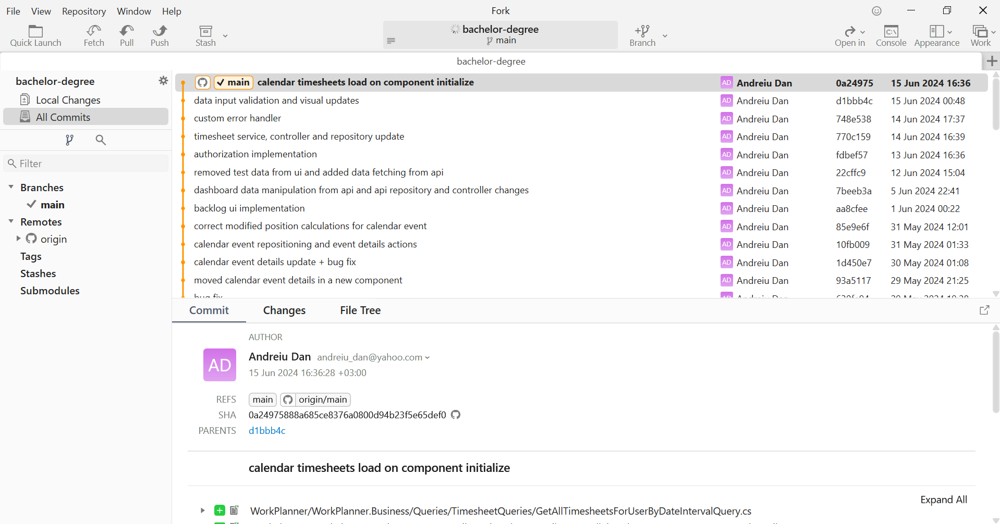 File View Repository Window Help
Fork
Quick Launch
Fetch
Pull
Push
Stash
bachelor-degree
main
Branch
Open in
Console
Appearance
Work
bachelor-degree
bachelor-degree
Local Changes
All Commits
Filter
Branches
main
Remotes
origin
Tags
Stashes
Submodules
main calendar timesheets load on component initialize AD Andreiu Dan 0a24975 15 Jun 2024 16:36
data input validation and visual updates AD Andreiu Dan d1bbb4c 15 Jun 2024 00:48
custom error handler AD Andreiu Dan 748e538 14 Jun 2024 17:37
timesheet service, controller and repository update AD Andreiu Dan 770c159 14 Jun 2024 16:39
authorization implementation AD Andreiu Dan fdbef57 13 Jun 2024 16:36
removed test data from ui and added data fetching from api AD Andreiu Dan 22cffc9 12 Jun 2024 15:04
dashboard data manipulation from api and api repository and controller changes AD Andreiu Dan 7beeb3a 5 Jun 2024 22:41
backlog ui implementation AD Andreiu Dan aa8cfee 1 Jun 2024 00:22
correct modified position calculations for calendar event AD Andreiu Dan 85e9e6f 31 May 2024 12:01
calendar event repositioning and event details actions AD Andreiu Dan 10fb009 31 May 2024 01:33
calendar event details update + bug fix AD Andreiu Dan 1d450e7 30 May 2024 01:08
moved calendar event details in a new component AD Andreiu Dan 93a5117 29 May 2024 21:25
bug fix
Commit Changes File Tree
AUTHOR
AD
Andreiu Dan andreiu_dan@yahoo.com
15 Jun 2024 16:36:28 +03:00
REFS main origin/main
SHA 0a24975888a685ce8376a0800d94b23f5e65def0
PARENTS d1bbb4c
calendar timesheets load on component initialize
Expand All
WorkPlanner/WorkPlanner.Business/Queries/TimesheetQueries/GetAllTimesheetsForUserByDateIntervalQuery.cs